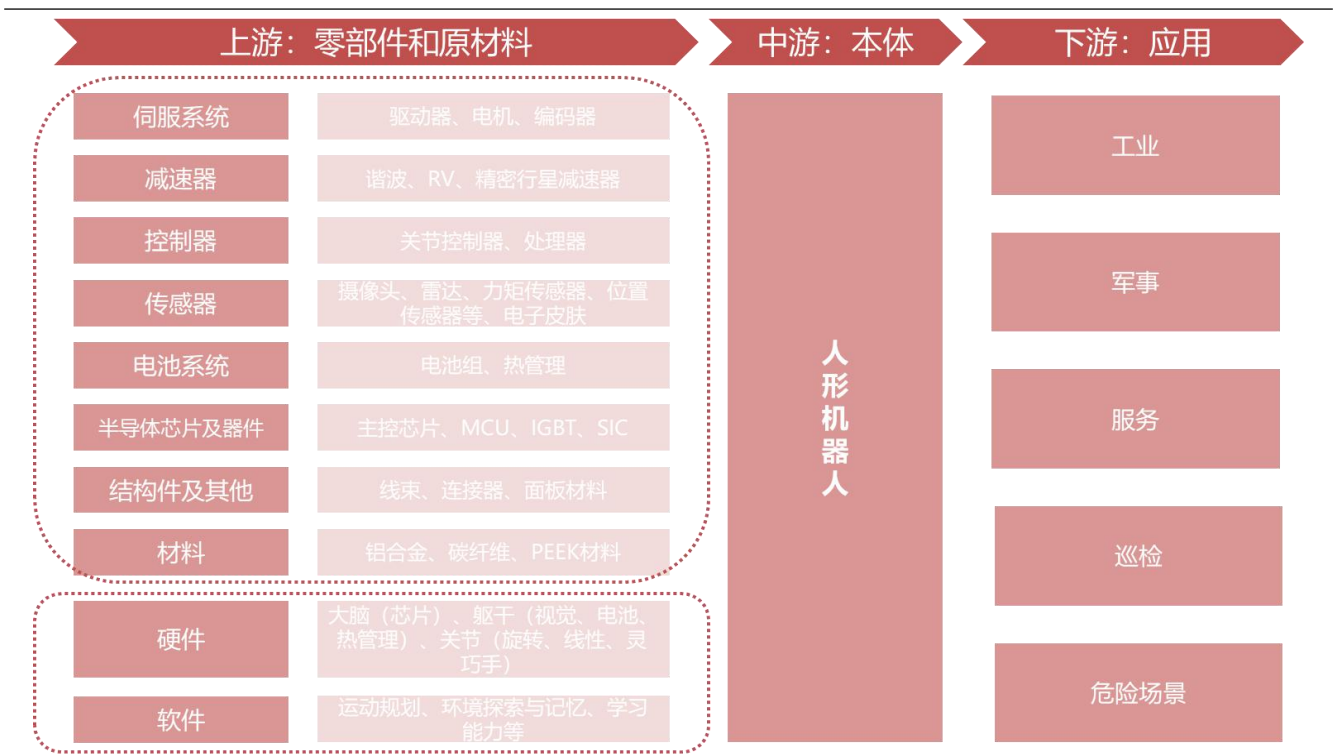 上游：零部件和原材料
中游：本体
下游：应用
伺服系统
驱动器、电机、编码器
减速器
谐波、RV、精密行星减速器
控制器
关节控制器、处理器
传感器
摄像头、雷达、力矩传感器、位置
传感器等、电子皮肤
电池系统
电池组、热管理
半导体芯片及器件
主控芯片、MCU、IGBT、SIC
结构件及其他
线束、连接器、面板材料
材料
铝合金、碳纤维、PEEK材料
硬件
大脑（芯片）、躯干（视觉、电池、
热管理）、关节（旋转、线性、灵
巧手）
软件
运动规划、环境探索与记忆、学习
能力等
人
形
机
器
人
工业
军事
服务
巡检
危险场景